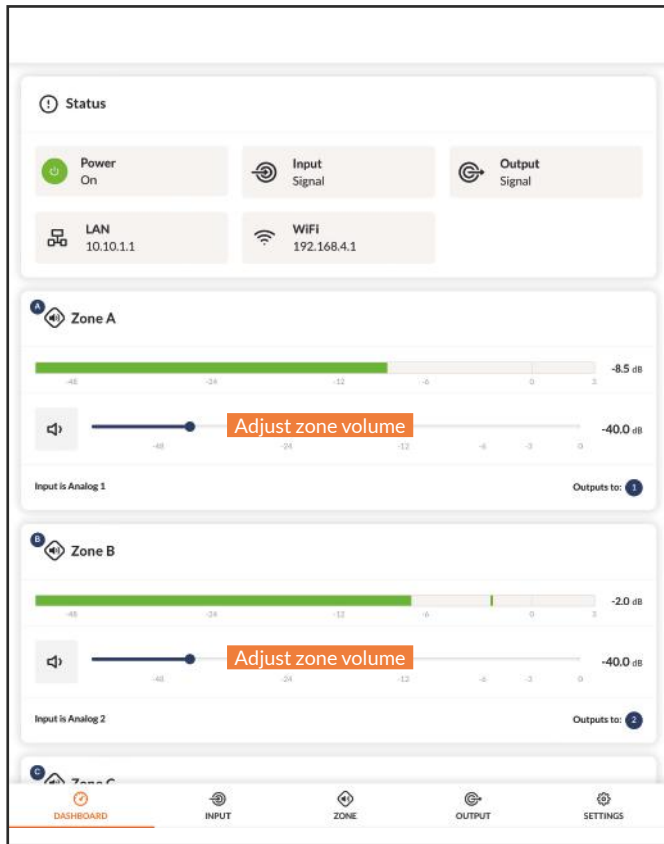 Status
Power
On
Input
Signal
Output
Signal
LAN
10.10.1.1
WiFi
192.168.4.1
A
Zone A
-8.5 dB
-48 -24 -12 -6 0 3
Adjust zone volume
-40.0 dB
-48 -24 -12 -6 -3 0
Input is Analog 1
Outputs to: 1
B
Zone B
-2.0 dB
-48 -24 -12 -6 0 3
Adjust zone volume
-40.0 dB
-48 -24 -12 -6 -3 0
Input is Analog 2
Outputs to: 2
C
Zone C
DASHBOARD INPUT ZONE OUTPUT SETTINGS